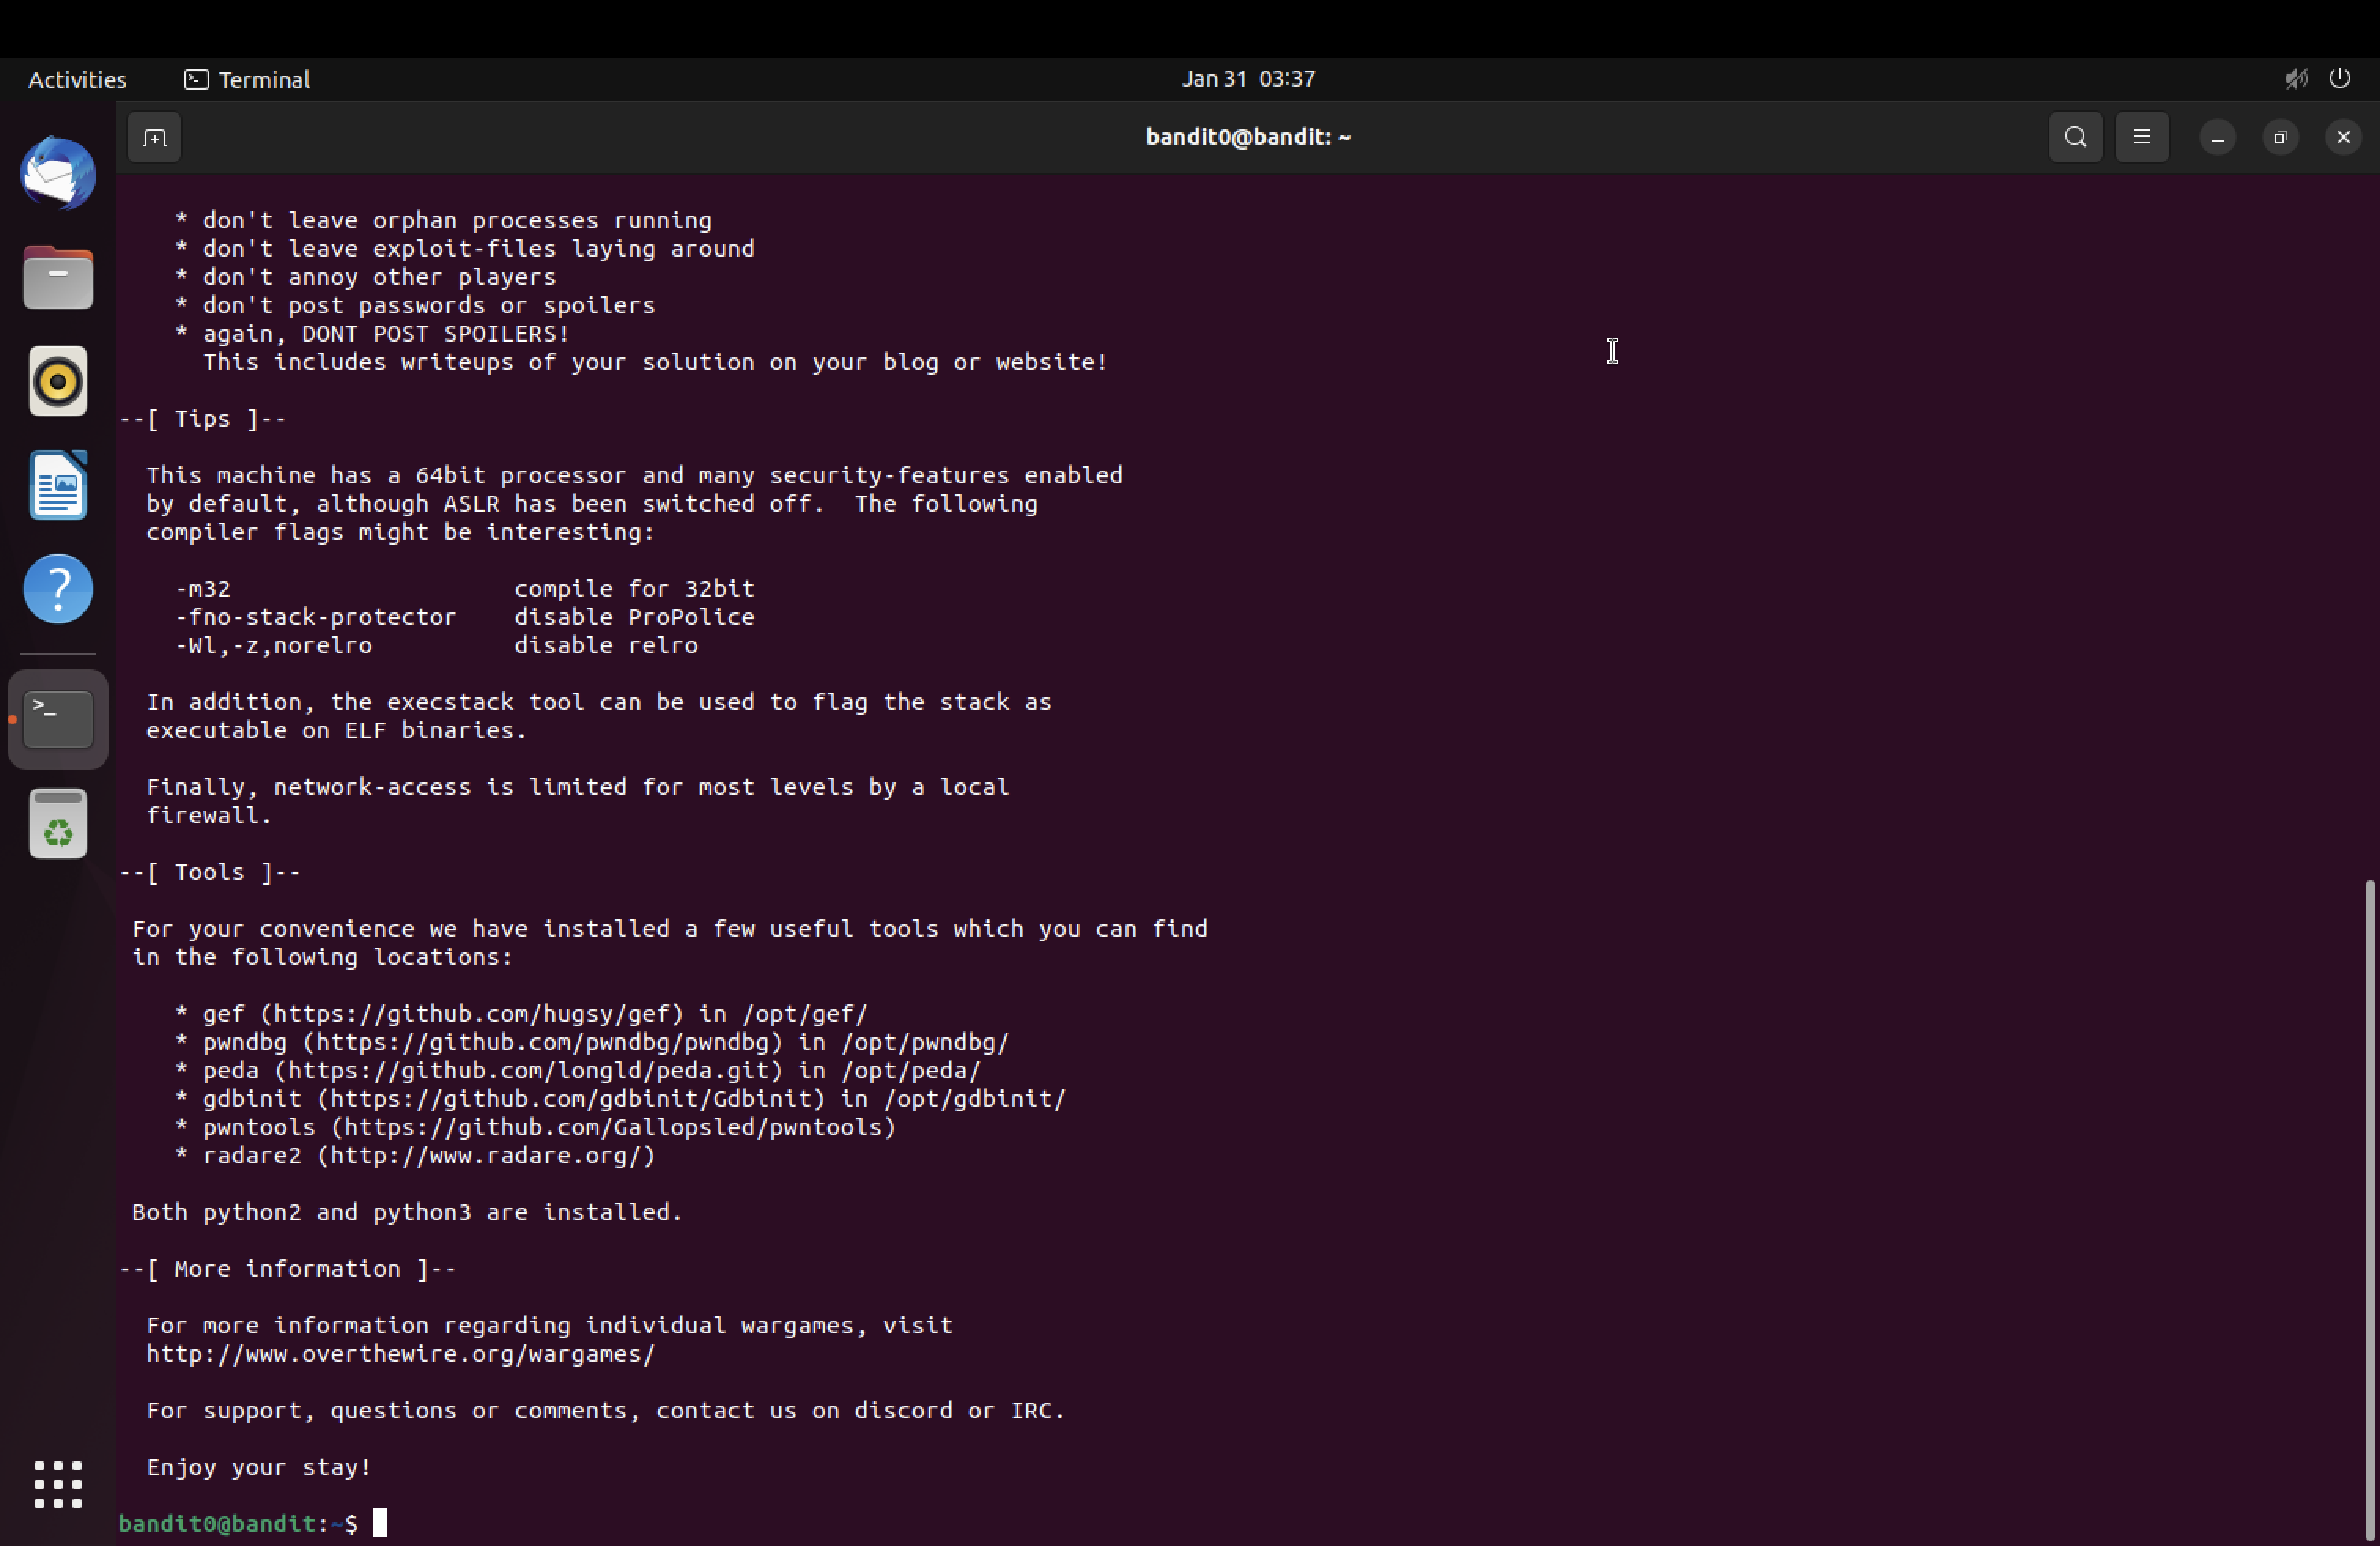 Activities
Terminal
Jan 31 03:37
bandit0@bandit: ~
* don't leave orphan processes running
* don't leave exploit-files laying around
* don't annoy other players
* don't post passwords or spoilers
* again, DONT POST SPOILERS!
This includes writeups of your solution on your blog or website!
--[ Tips ]--
This machine has a 64bit processor and many security-features enabled
by default, although ASLR has been switched off.  The following
compiler flags might be interesting:
-m32                    compile for 32bit
-fno-stack-protector    disable ProPolice
-Wl,-z,norelro          disable relro
In addition, the execstack tool can be used to flag the stack as
executable on ELF binaries.
Finally, network-access is limited for most levels by a local
firewall.
--[ Tools ]--
For your convenience we have installed a few useful tools which you can find
in the following locations:
* gef (https://github.com/hugsy/gef) in /opt/gef/
* pwndbg (https://github.com/pwndbg/pwndbg) in /opt/pwndbg/
* peda (https://github.com/longld/peda.git) in /opt/peda/
* gdbinit (https://github.com/gdbinit/Gdbinit) in /opt/gdbinit/
* pwntools (https://github.com/Gallopsled/pwntools)
* radare2 (http://www.radare.org/)
Both python2 and python3 are installed.
--[ More information ]--
For more information regarding individual wargames, visit
http://www.overthewire.org/wargames/
For support, questions or comments, contact us on discord or IRC.
Enjoy your stay!
bandit0@bandit:~$